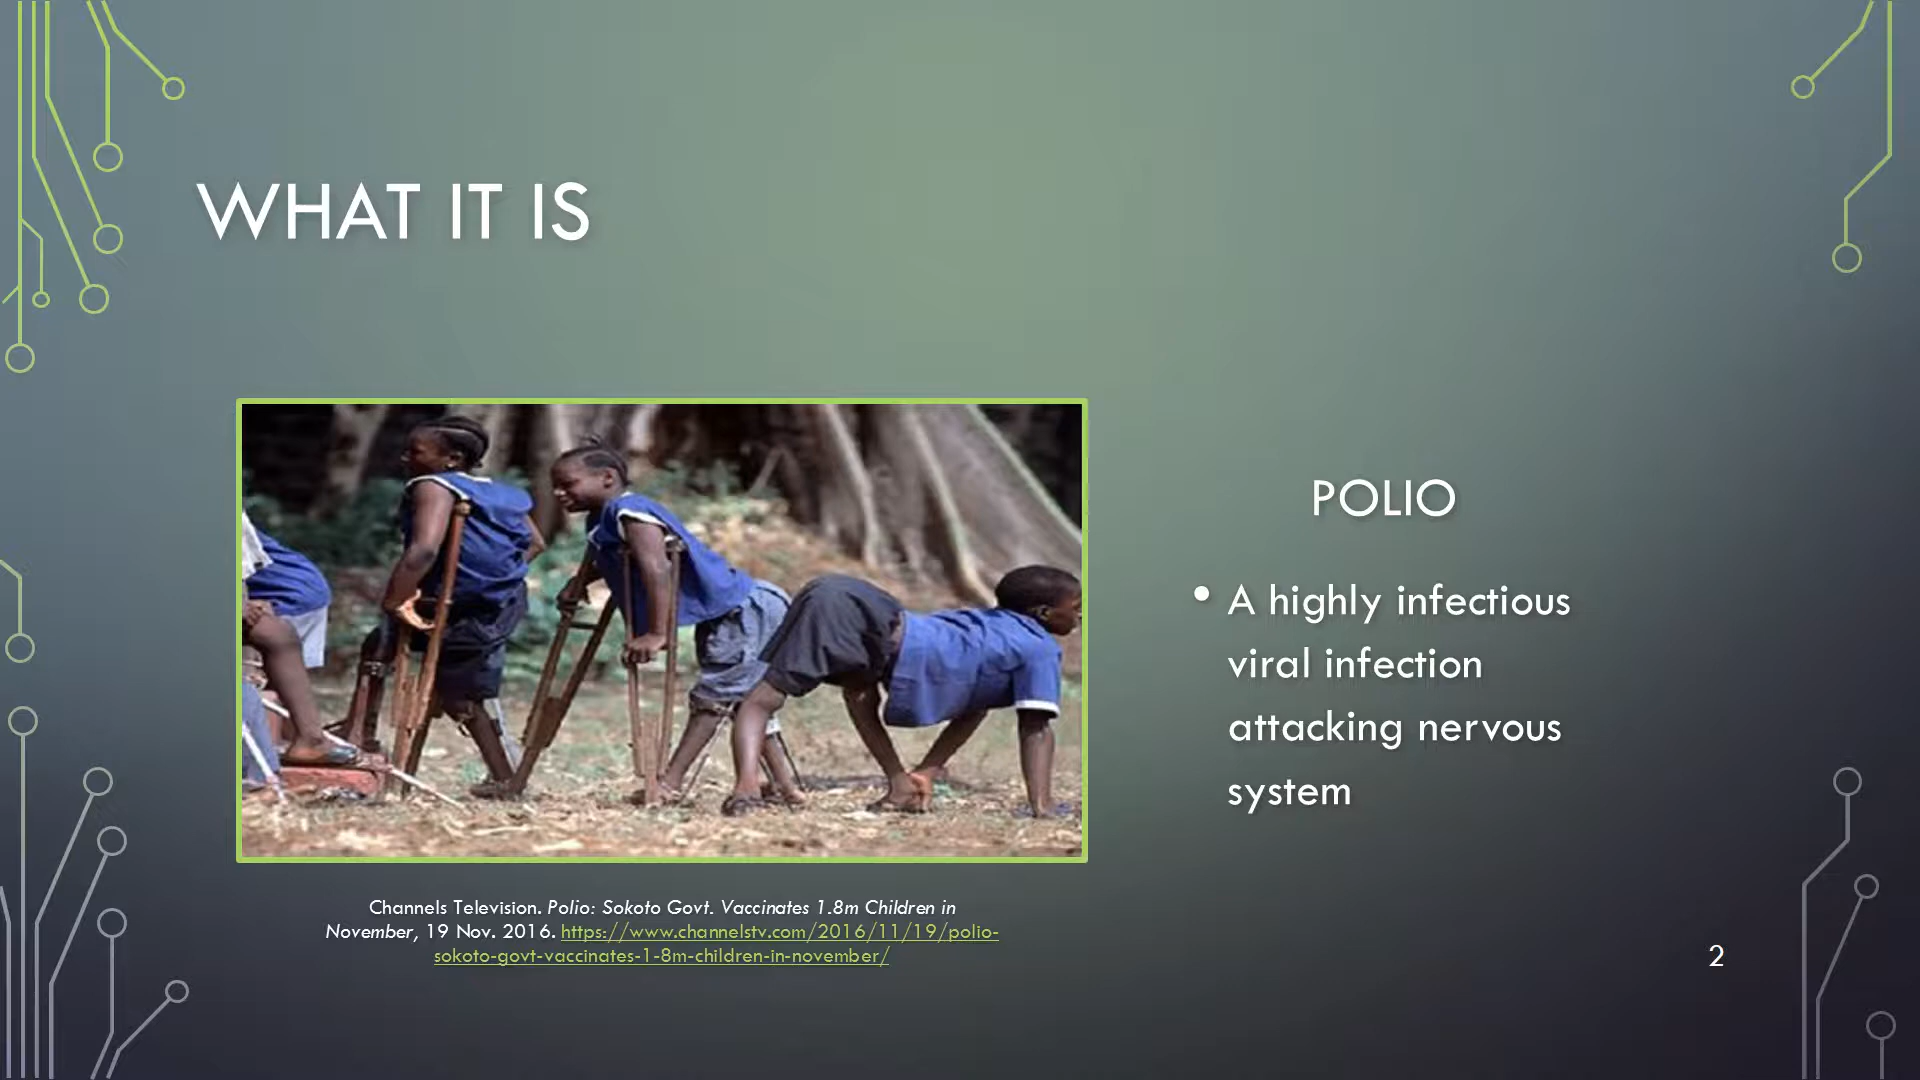 WHAT IT IS
POLIO
• A highly infectious
viral infection
attacking nervous
system
Channels Television. Polio: Sokoto Govt. Vaccinates 1.8m Children in
November, 19 Nov. 2016. https://www.channelstv.com/2016/11/19/polio-
sokoto-govt-vaccinates-1-8m-children-in-november/
2